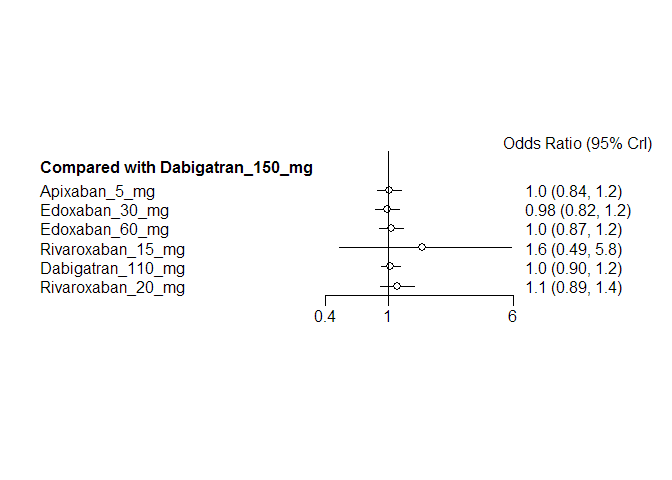 Odds Ratio (95% CrI)
Compared with Dabigatran_150_mg
Apixaban_5_mg 1.0 (0.84, 1.2)
Edoxaban_30_mg 0.98 (0.82, 1.2)
Edoxaban_60_mg 1.0 (0.87, 1.2)
Rivaroxaban_15_mg 1.6 (0.49, 5.8)
Dabigatran_110_mg 1.0 (0.90, 1.2)
Rivaroxaban_20_mg 1.1 (0.89, 1.4)
0.4 1 6